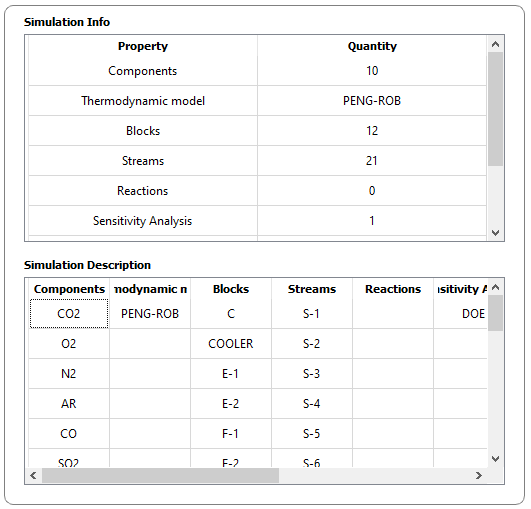 Simulation Info
Property Quantity
Components 10
Thermodynamic model PENG-ROB
Blocks 12
Streams 21
Reactions 0
Sensitivity Analysis 1
Simulation Description
Components modynamic n Blocks Streams Reactions sitivity A
CO2 PENG-ROB C S-1 DOE
O2 COOLER S-2
N2 E-1 S-3
AR E-2 S-4
CO F-1 S-5
SO2 F-2 S-6